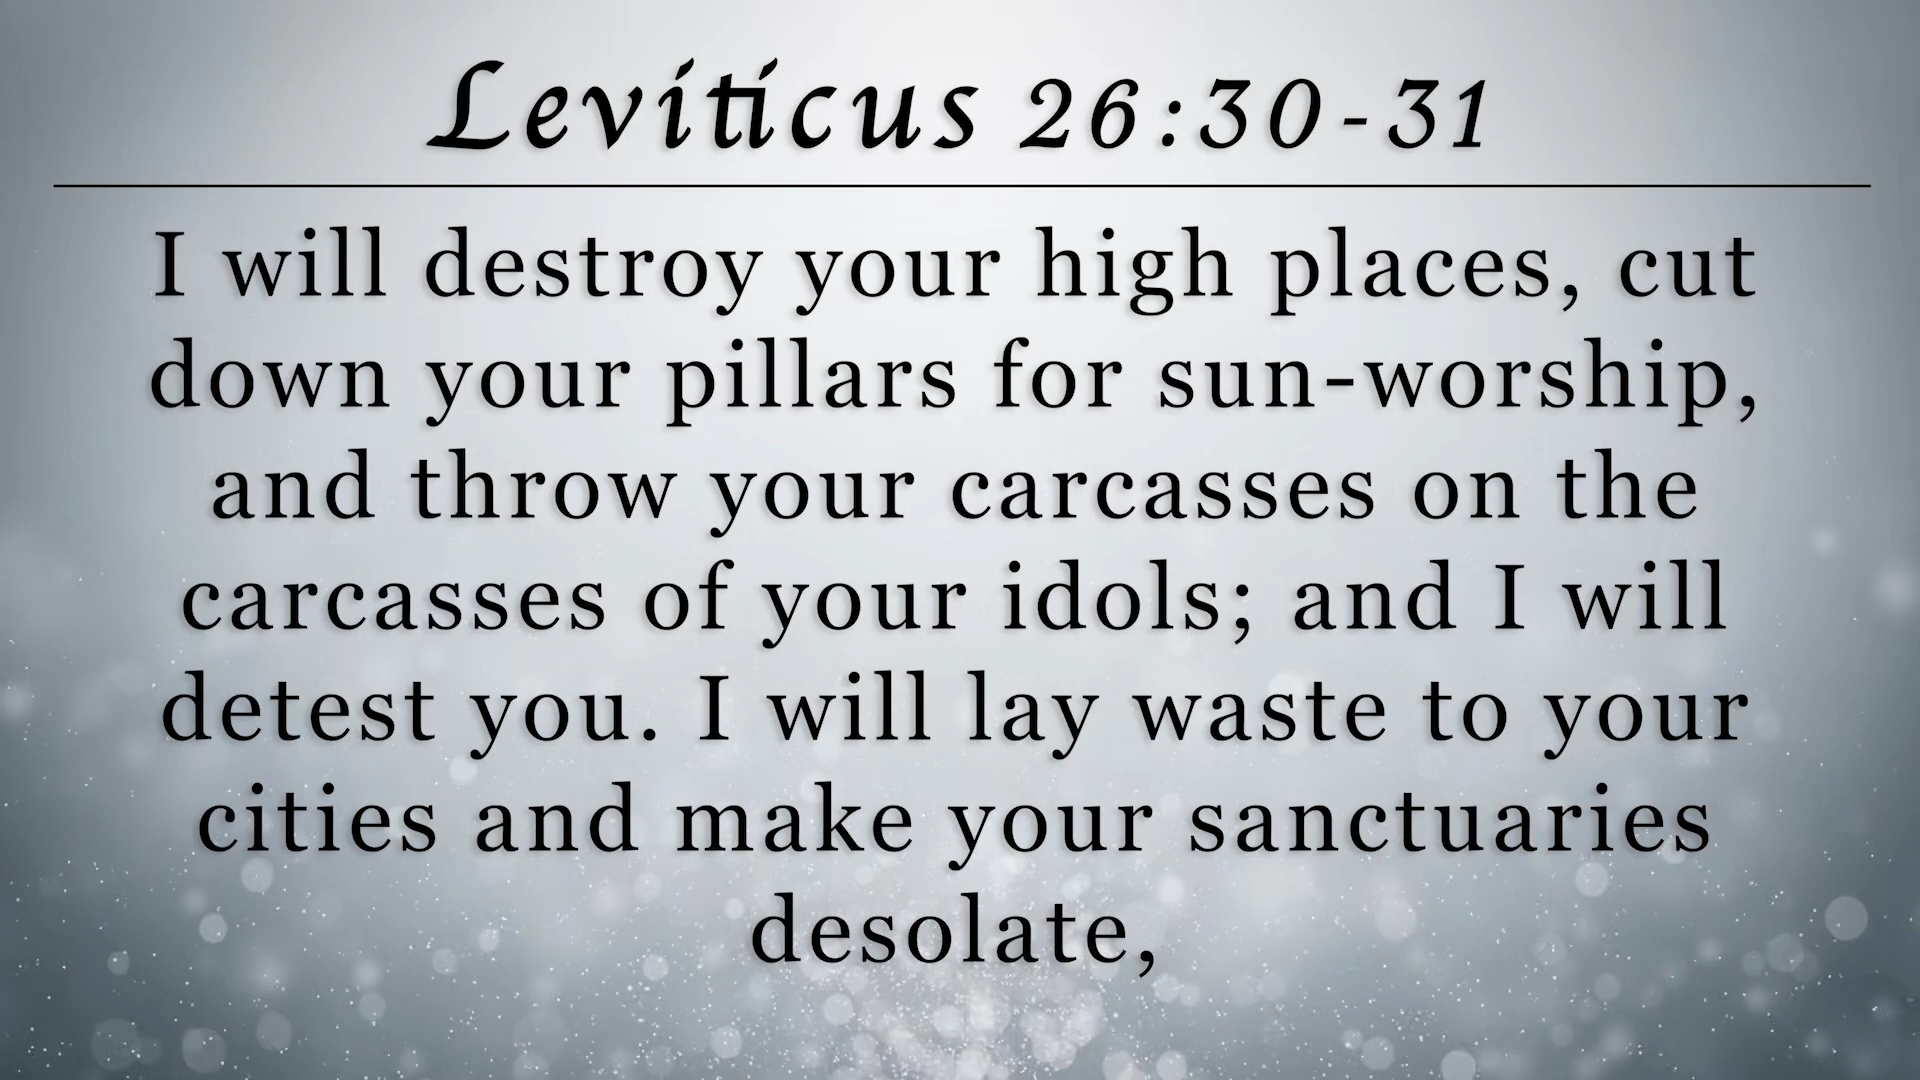 Leviticus 26:30-31
I will destroy your high places, cut
down your pillars for sun-worship,
and throw your carcasses on the
carcasses of your idols; and I will
detest you. I will lay waste to your
cities and make your sanctuaries
desolate,